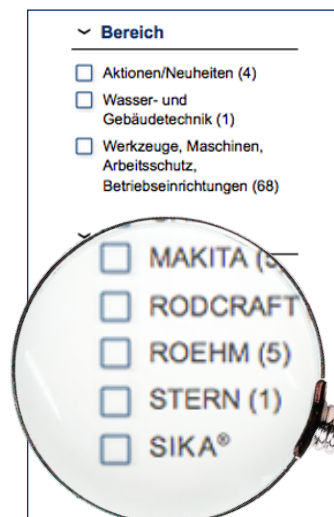 Bereich
Aktionen/Neuheiten (4)
Wasser- und
Gebäudetechnik (1)
Werkzeuge, Maschinen,
Arbeitsschutz,
Betriebseinrichtungen (68)
MAKITA (5)
RODCRAFT
ROEHM (5)
STERN (1)
SIKA®